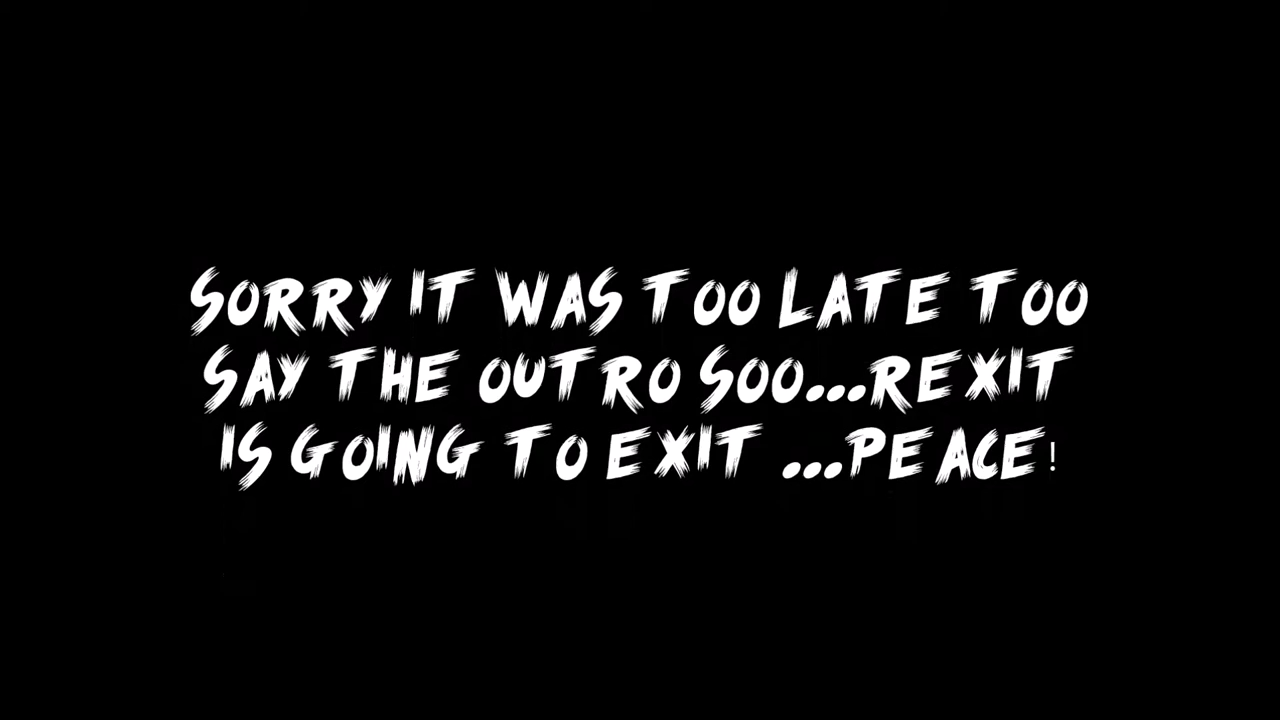 SORRY IT WAS TOO LATE TOO
SAY THE OUTRO SOO...REXIT
IS GOING TO EXIT ...PEACE!